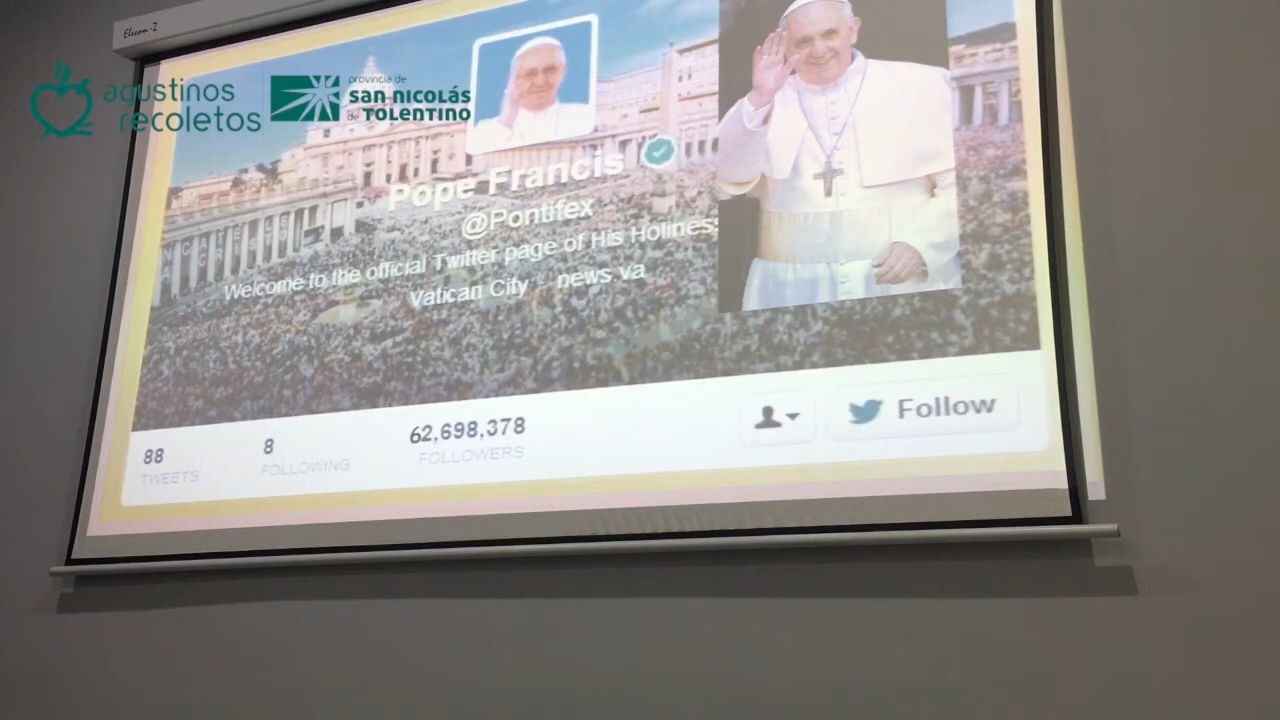 Elecom-2
agustinos
recoletos
provincia de
SAN NICOLÁS
de TOLENTINO
Pope Francis
@Pontifex
Welcome to the official Twitter page of His Holiness
Vatican City news.va
88
TWEETS
8
FOLLOWING
62,698,378
FOLLOWERS
Follow